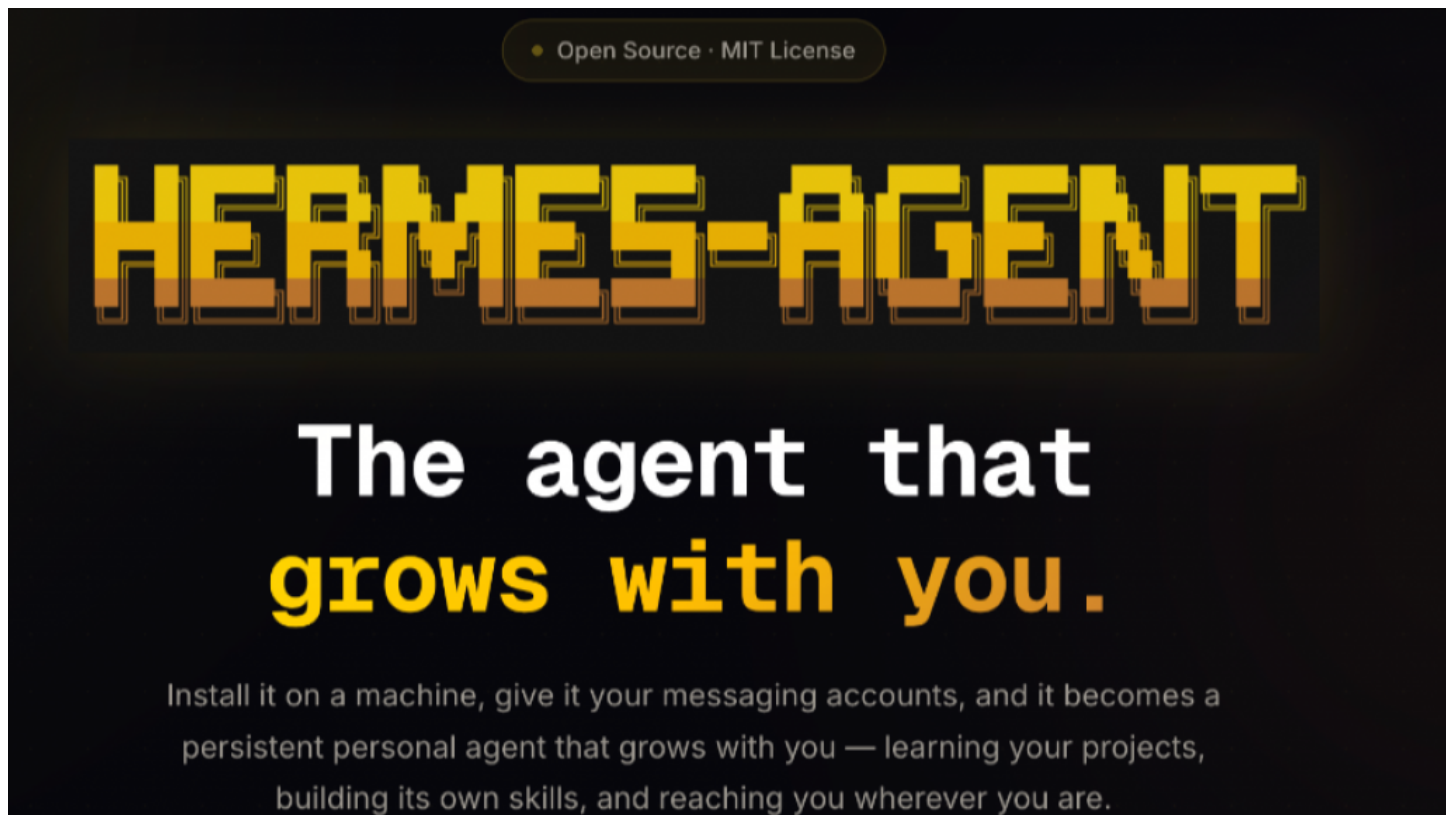 Open Source · MIT License
HERMES-AGENT
The agent that
grows with you.
Install it on a machine, give it your messaging accounts, and it becomes a
persistent personal agent that grows with you — learning your projects,
building its own skills, and reaching you wherever you are.